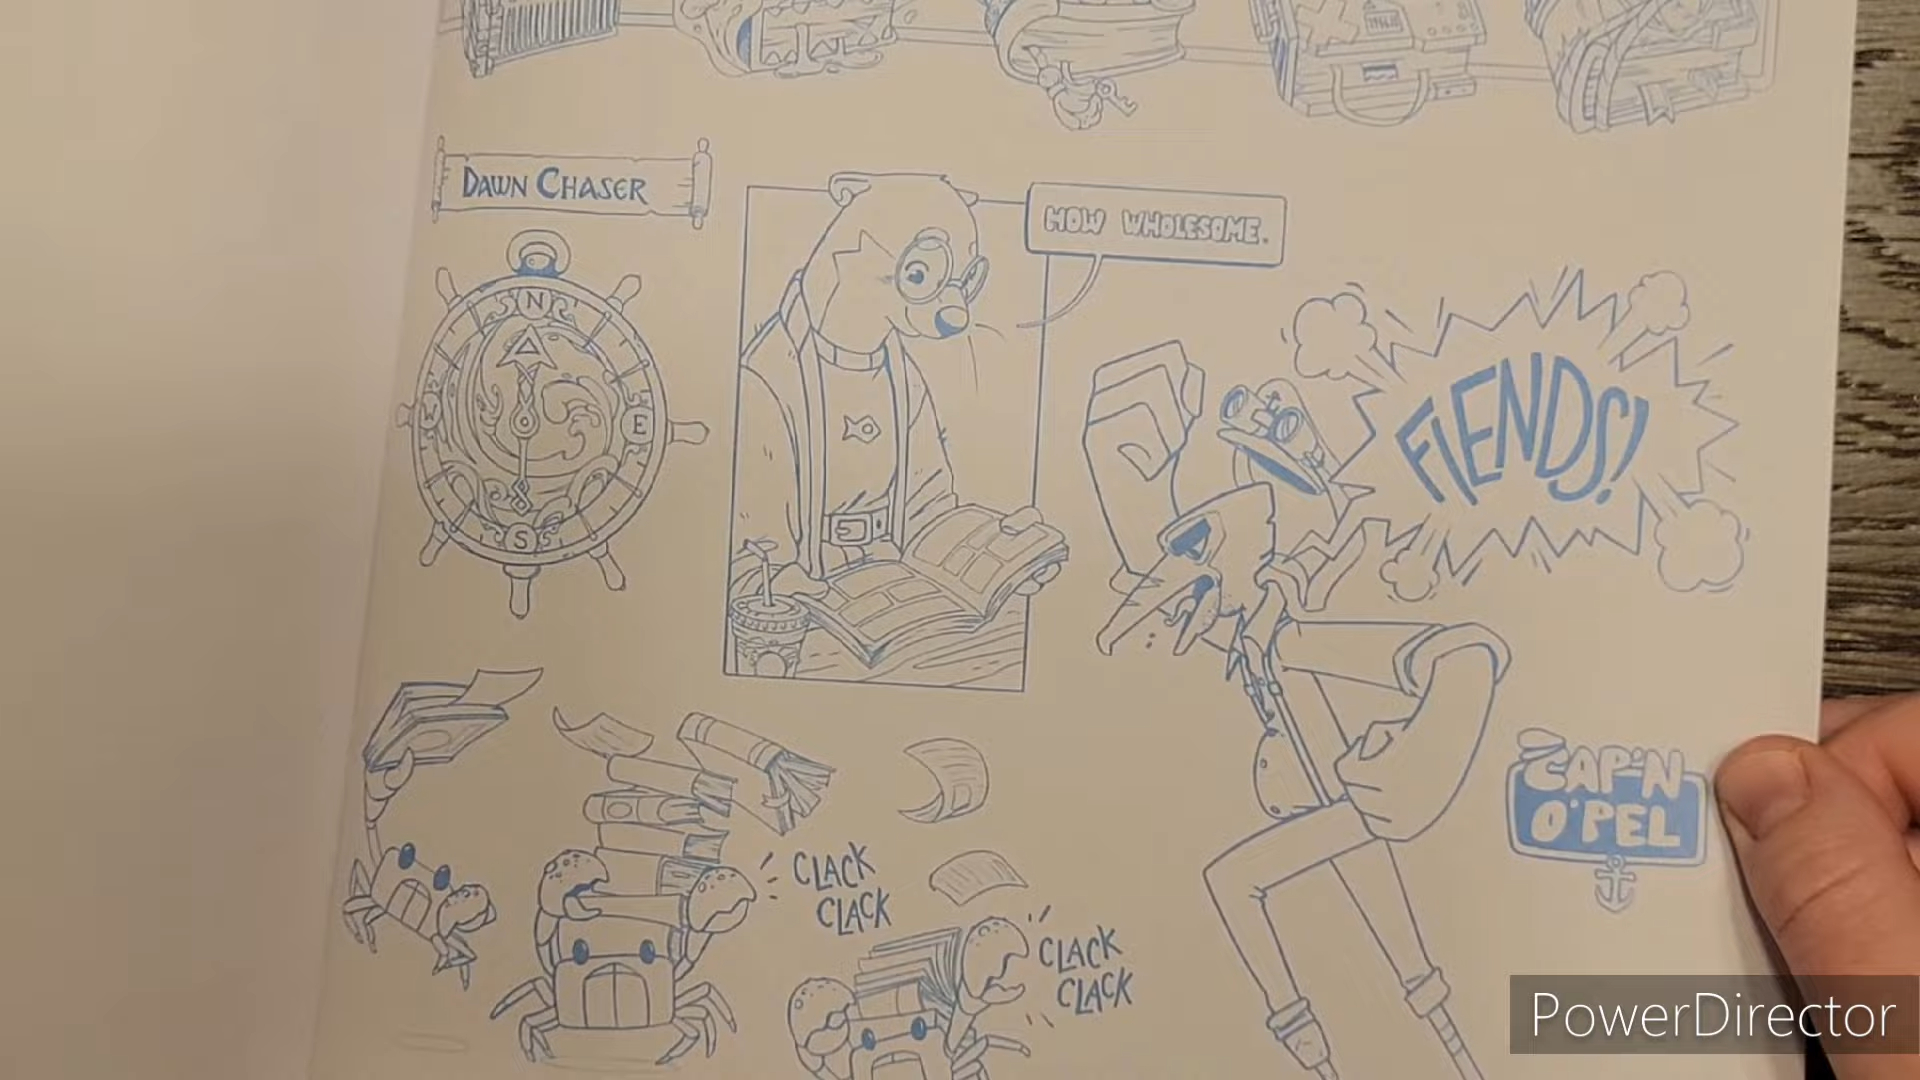 DAWN CHASER
HOW WHOLESOME.
N
W
E
S
FIENDS!
CAP'N
O'PEL
CLACK
CLACK
CLACK
CLACK
PowerDirector